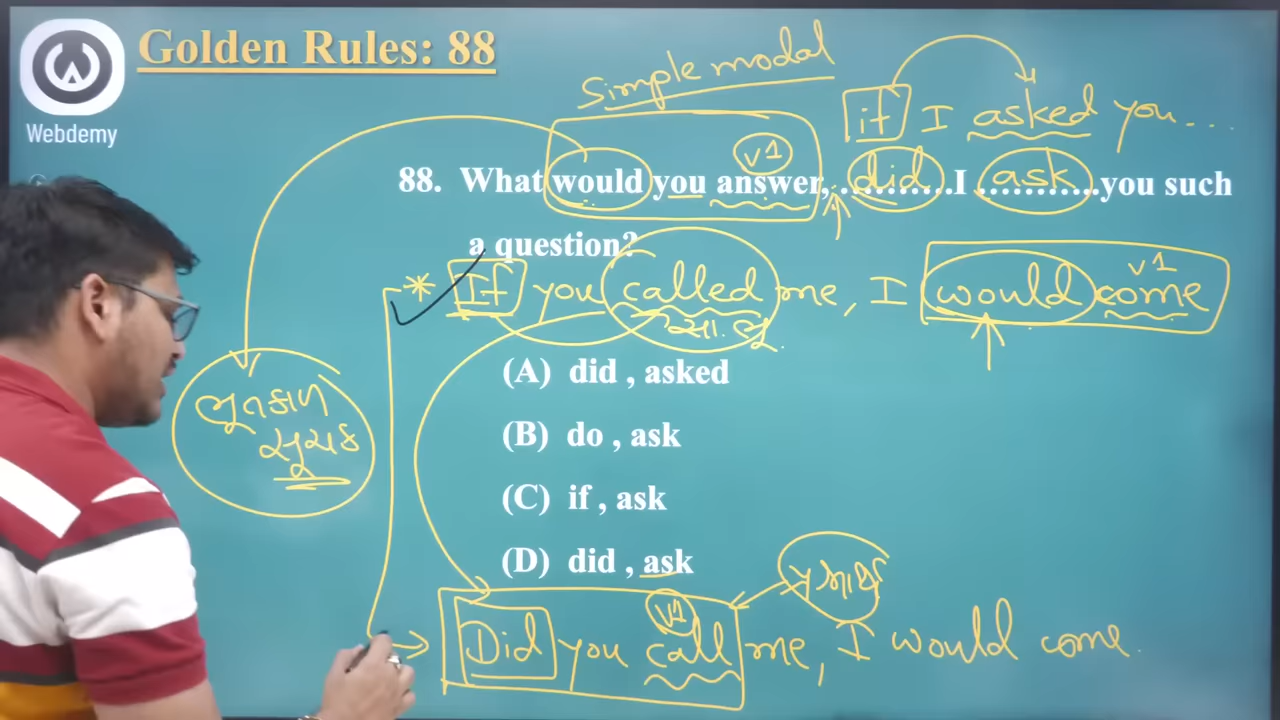 Golden Rules: 88
Webdemy
Simple modal
if I asked you...
v1
88. What would you answer, ...did...I ...ask...you such
a question?
v1
* If you called me, I would come
સા. ભૂ.
(A) did , asked
(B) do , ask
ભૂતકાળ
સૂચક
(C) if , ask
(D) did , ask
v1
Did you call me, I would come.